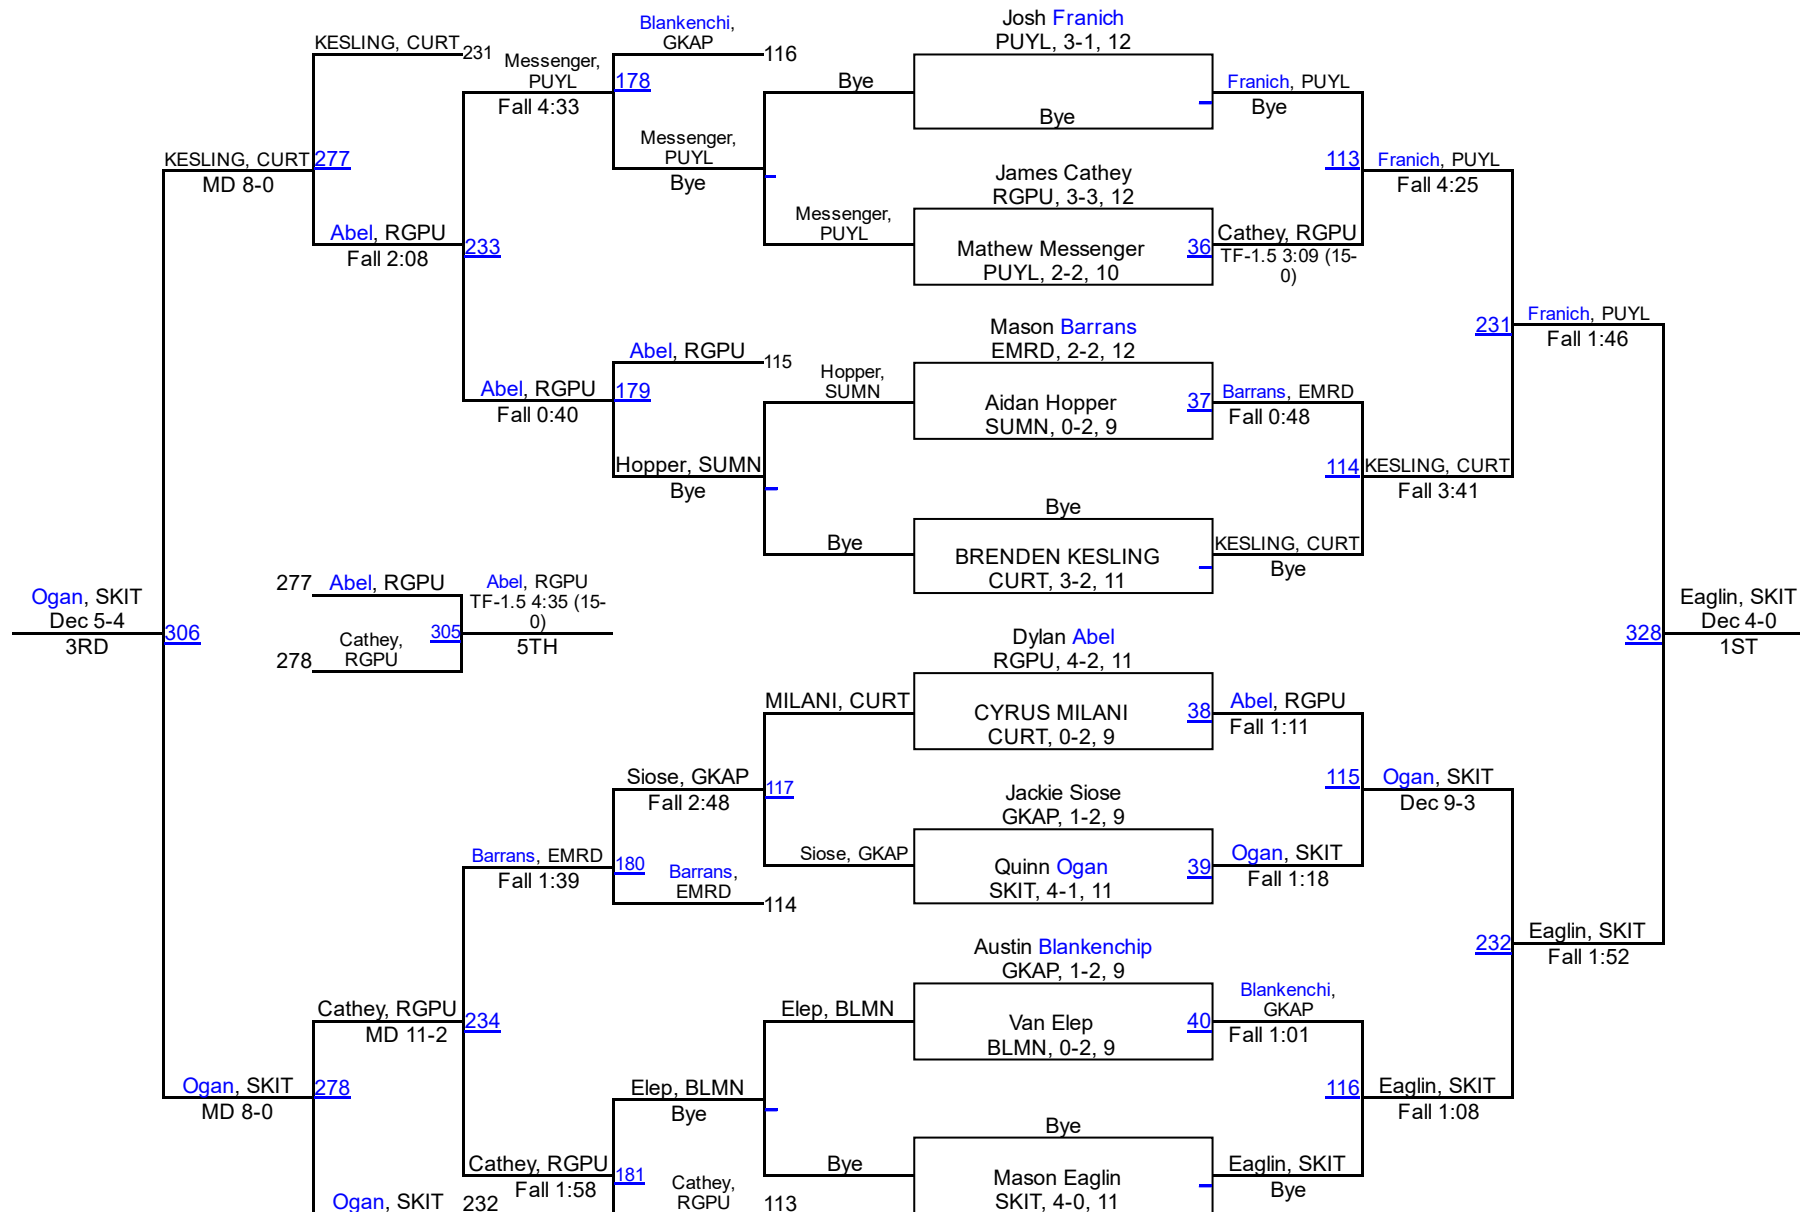 Josh Franich
PUYL, 3-1, 12
Blankenchi,
GKAP
KESLING, CURT
231
116
Messenger,
PUYL
178
Bye
Franich, PUYL
Fall 4:33
Bye
Bye
Messenger,
PUYL
KESLING, CURT
277
113
Franich, PUYL
MD 8-0
Bye
James Cathey
RGPU, 3-3, 12
Fall 4:25
Messenger,
PUYL
Abel, RGPU
233
Mathew Messenger
PUYL, 2-2, 10
36
Cathey, RGPU
Fall 2:08
TF-1.5 3:09 (15-
0)
Mason Barrans
EMRD, 2-2, 12
231
Franich, PUYL
Fall 1:46
Abel, RGPU
115
Hopper,
SUMN
Abel, RGPU
179
Aidan Hopper
SUMN, 0-2, 9
37
Barrans, EMRD
Fall 0:40
Fall 0:48
Hopper, SUMN
114
KESLING, CURT
Bye
Fall 3:41
Bye
Bye
BRENDEN KESLING
CURT, 3-2, 11
KESLING, CURT
Bye
277
Abel, RGPU
Abel, RGPU
TF-1.5 4:35 (15-
0)
Ogan, SKIT
Dec 5-4
3RD
306
Cathey,
RGPU
305
5TH
278
328
Eaglin, SKIT
Dec 4-0
1ST
Dylan Abel
RGPU, 4-2, 11
MILANI, CURT
CYRUS MILANI
CURT, 0-2, 9
38
Abel, RGPU
Fall 1:11
Siose, GKAP
117
115
Ogan, SKIT
Fall 2:48
Dec 9-3
Jackie Siose
GKAP, 1-2, 9
Barrans, EMRD
180
Siose, GKAP
Quinn Ogan
SKIT, 4-1, 11
39
Ogan, SKIT
Fall 1:39
Barrans,
EMRD
114
Fall 1:18
Austin Blankenchip
GKAP, 1-2, 9
232
Eaglin, SKIT
Fall 1:52
Cathey, RGPU
234
Elep, BLMN
Van Elep
BLMN, 0-2, 9
40
Blankenchi,
GKAP
MD 11-2
Fall 1:01
Ogan, SKIT
278
Elep, BLMN
116
Eaglin, SKIT
MD 8-0
Bye
Fall 1:08
Bye
Cathey, RGPU
181
Bye
Mason Eaglin
SKIT, 4-0, 11
Eaglin, SKIT
Fall 1:58
Bye
Ogan, SKIT
232
Cathey,
RGPU
113